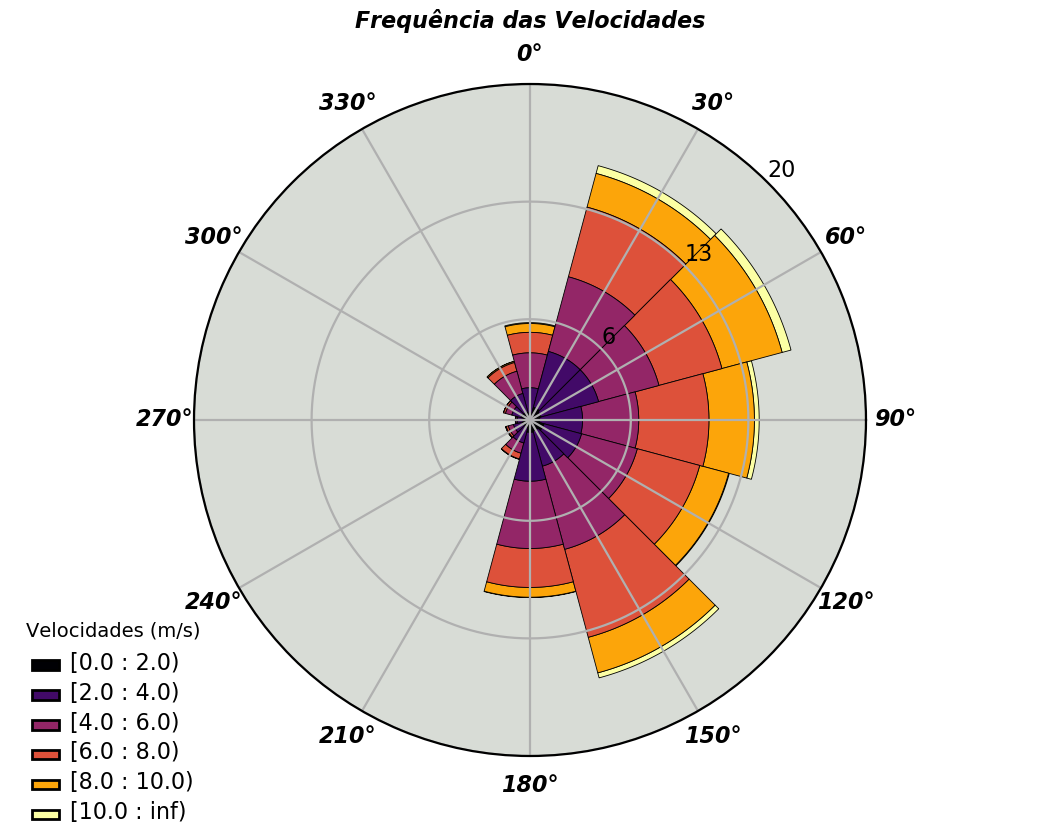 Frequência das Velocidades
0°
330°
30°
20
300°
60°
13
6
270°
90°
240°
120°
210°
150°
180°
Velocidades (m/s)
[0.0 : 2.0)
[2.0 : 4.0)
[4.0 : 6.0)
[6.0 : 8.0)
[8.0 : 10.0)
[10.0 : inf)